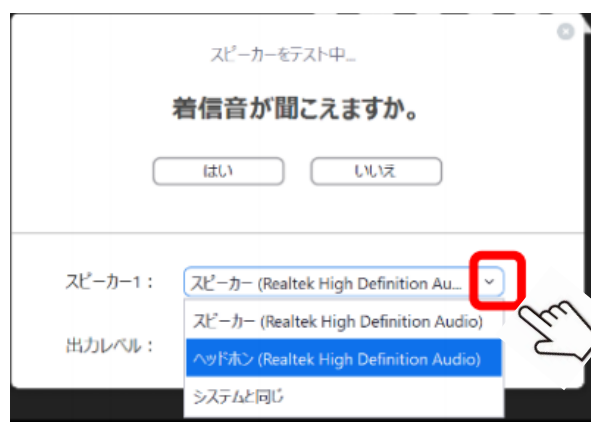 スピーカーをテスト中...
着信音が聞こえますか。
はい
いいえ
スピーカー1：
スピーカー (Realtek High Definition Au...
スピーカー (Realtek High Definition Audio)
出力レベル：
ヘッドホン (Realtek High Definition Audio)
システムと同じ